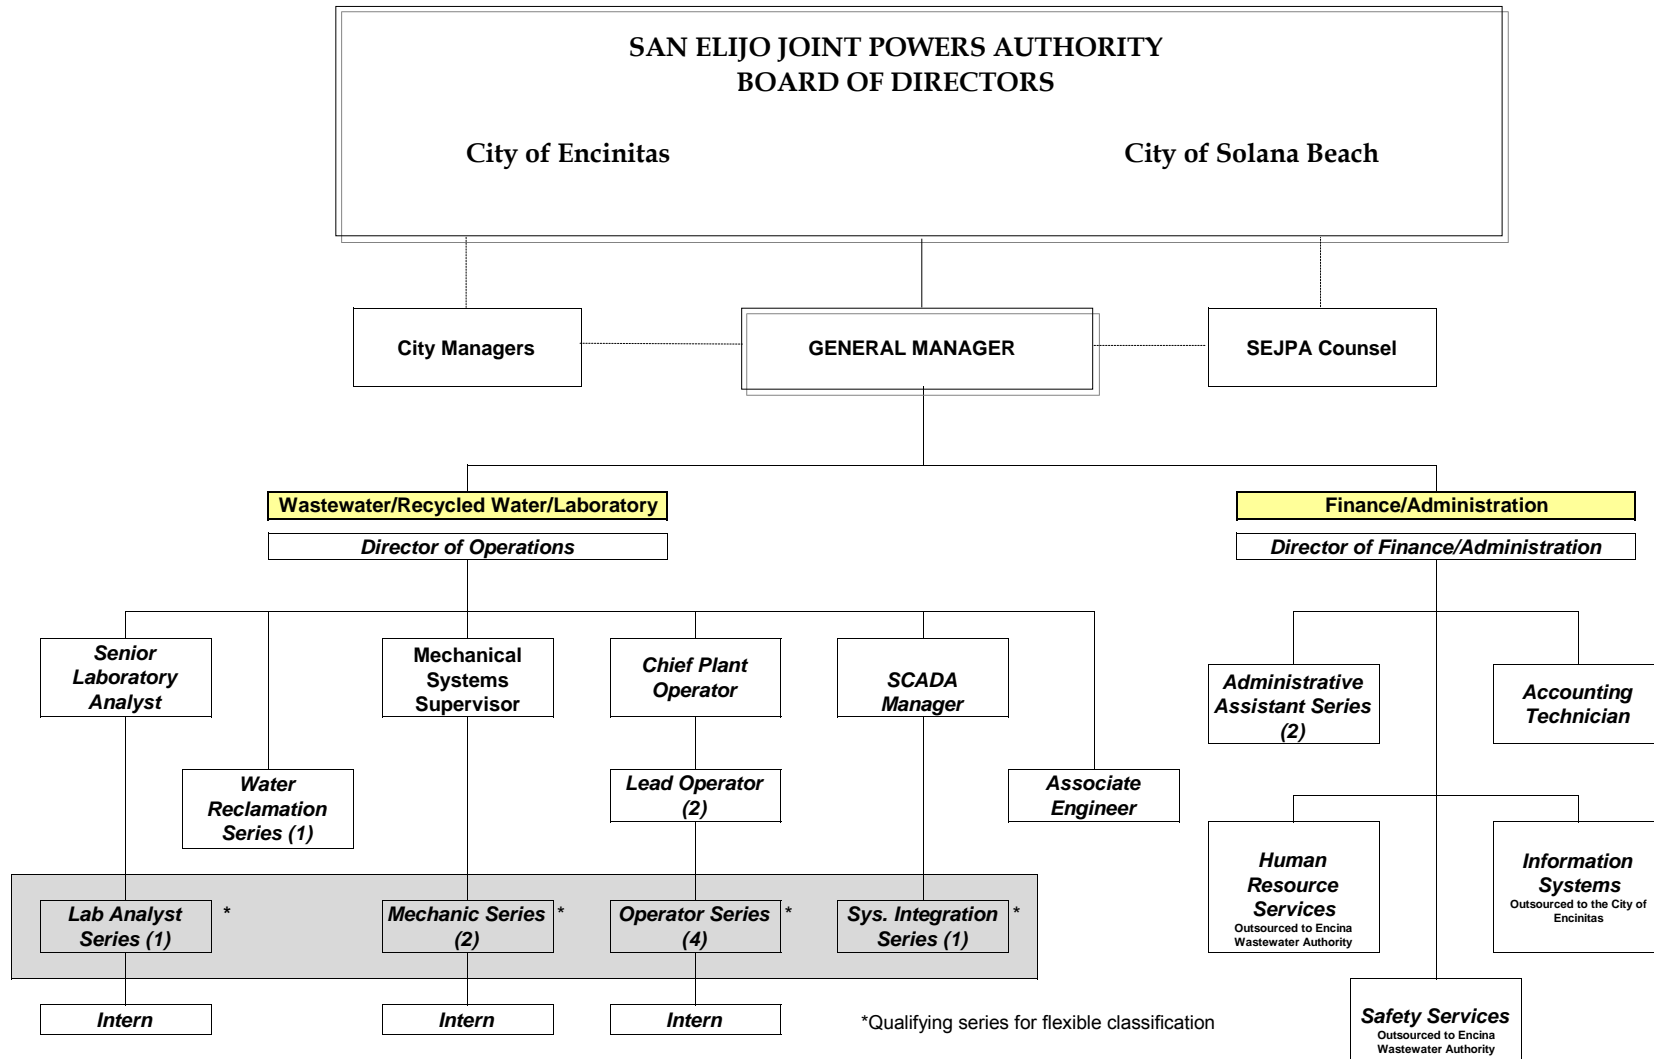 SAN ELIJO JOINT POWERS AUTHORITY
BOARD OF DIRECTORS
City of Encinitas
City of Solana Beach
City Managers
GENERAL MANAGER
SEJPA Counsel
Wastewater/Recycled Water/Laboratory
Finance/Administration
Director of Operations
Director of Finance/Administration
Senior
Laboratory
Analyst
Mechanical
Systems
Supervisor
Chief Plant
Operator
SCADA
Manager
Administrative
Assistant Series
(2)
Accounting
Technician
Water
Reclamation
Series (1)
Lead Operator
(2)
Associate
Engineer
Human
Resource
Services
Outsourced to Encina
Wastewater Authority
Information
Systems
Outsourced to the City of
Encinitas
Lab Analyst
Series (1)
*
Mechanic Series
(2)
*
Operator Series
(4)
*
Sys. Integration
Series (1)
*
Intern
Intern
Intern
*Qualifying series for flexible classification
Safety Services
Outsourced to Encina
Wastewater Authority